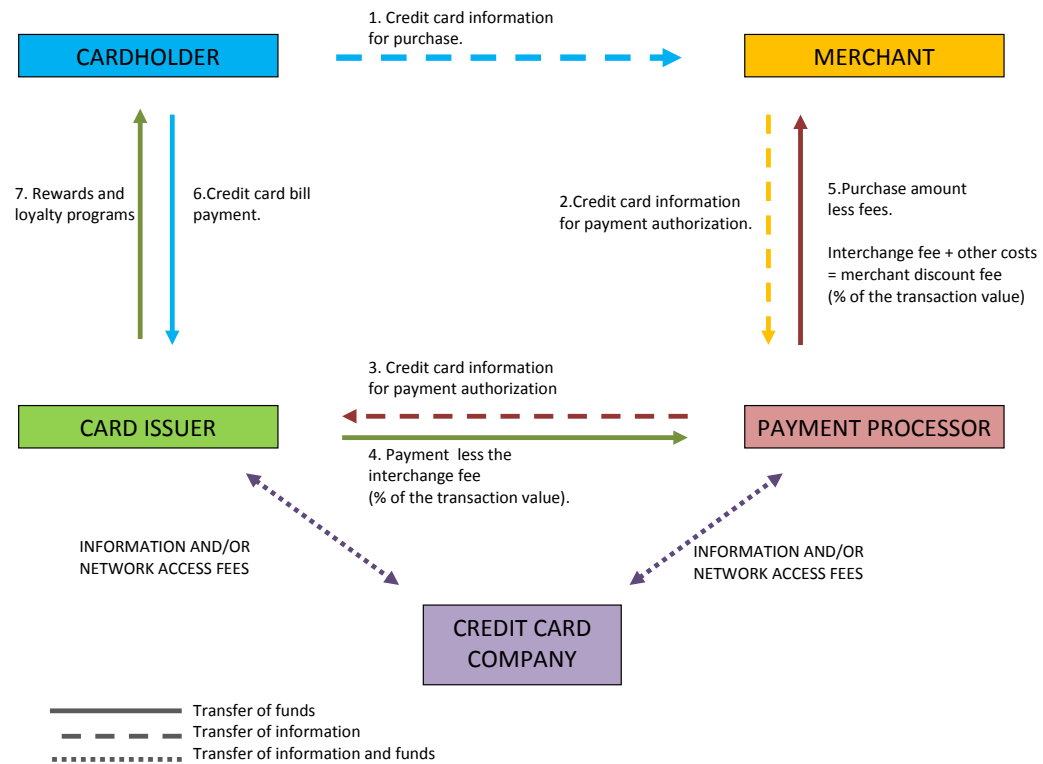 1. Credit card information
for purchase.
CARDHOLDER
MERCHANT
7. Rewards and
loyalty programs
6.Credit card bill
payment.
2.Credit card information
for payment authorization.
5.Purchase amount
less fees.
Interchange fee + other costs
= merchant discount fee
(% of the transaction value)
3. Credit card information
for payment authorization
CARD ISSUER
PAYMENT PROCESSOR
4. Payment less the
interchange fee
(% of the transaction value).
INFORMATION AND/OR
NETWORK ACCESS FEES
INFORMATION AND/OR
NETWORK ACCESS FEES
CREDIT CARD
COMPANY
Transfer of funds
Transfer of information
Transfer of information and funds